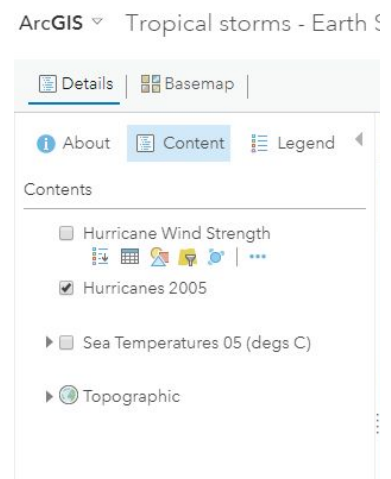 ArcGIS Tropical storms - Earth S
Details Basemap
About Content Legend
Contents
Hurricane Wind Strength
Hurricanes 2005
Sea Temperatures 05 (degs C)
Topographic